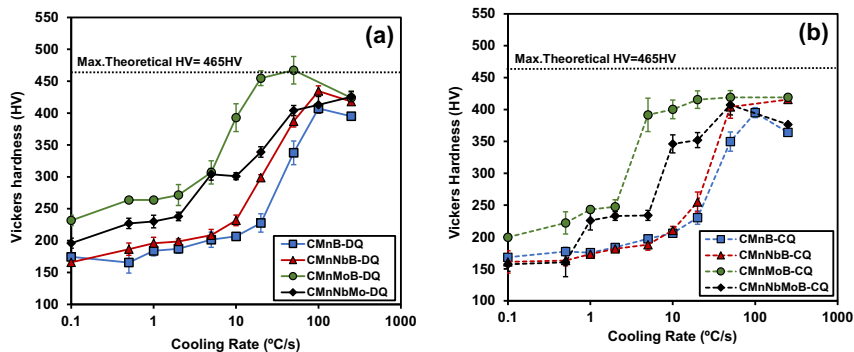 (a)
Max.Theoretical HV= 465HV
Vickers hardness (HV)
550
500
450
400
350
300
250
200
150
100
CMnB-DQ
CMnNbB-DQ
CMnMoB-DQ
CMnNbMo-DQ
0.1
1
10
100
1000
Cooling Rate (ºC/s)
(b)
Max.Theoretical HV=465HV
Vickers Hardness (HV)
550
500
450
400
350
300
250
200
150
100
CMnB-CQ
CMnNbB-CQ
CMnMoB-CQ
CMnNbMoB-CQ
0.1
1
10
100
1000
Cooling Rate (ºC/s)